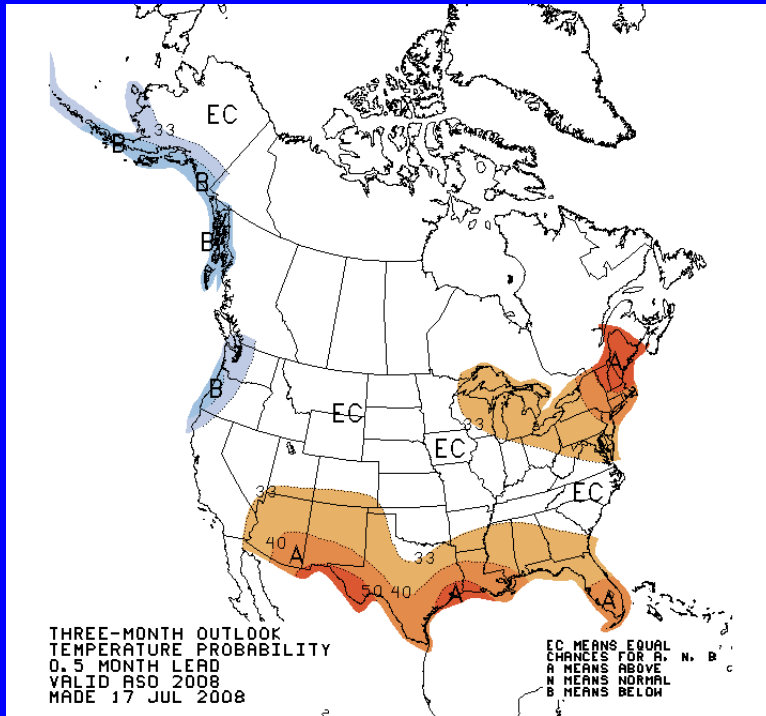 EC
33
B
B
B
A
33
B
EC
EC
EC
33
33
40
A
50 40
A
A
THREE-MONTH OUTLOOK
TEMPERATURE PROBABILITY
0.5 MONTH LEAD
VALID ASO 2008
MADE 17 JUL 2008
EC MEANS EQUAL
CHANCES FOR A, N, B
A MEANS ABOVE
N MEANS NORMAL
B MEANS BELOW